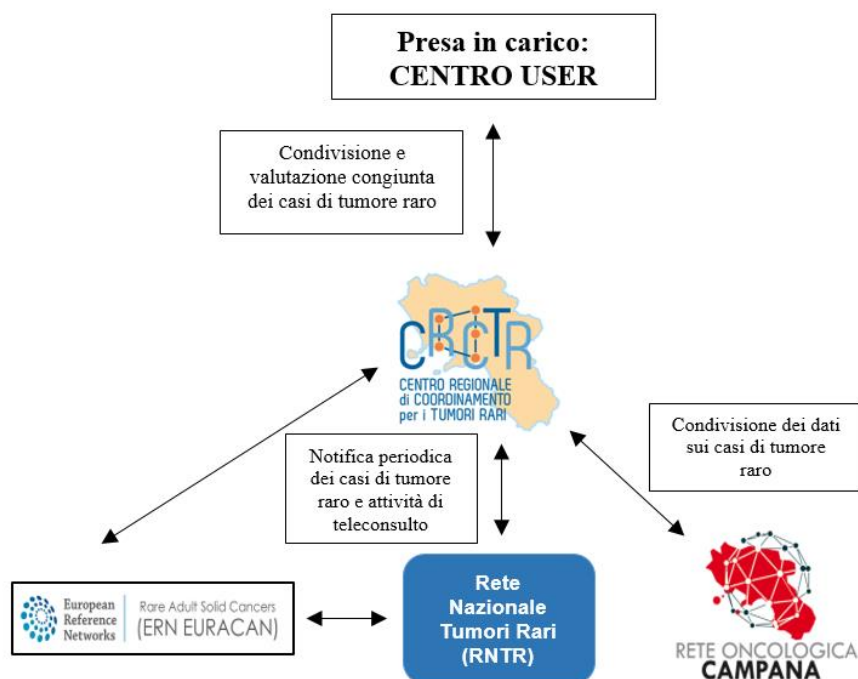 Presa in carico:
CENTRO USER
Condivisione e
valutazione congiunta
dei casi di tumore raro
CRCTR
CENTRO REGIONALE
di COORDINAMENTO
per i TUMORI RARI
Condivisione dei dati
sui casi di tumore
raro
Notifica periodica
dei casi di tumore
raro e attività di
teleconsulto
European
Reference
Networks
Rare Adult Solid Cancers
(ERN EURACAN)
Rete
Nazionale
Tumori Rari
(RNTR)
RETE ONCOLOGICA
CAMPANA